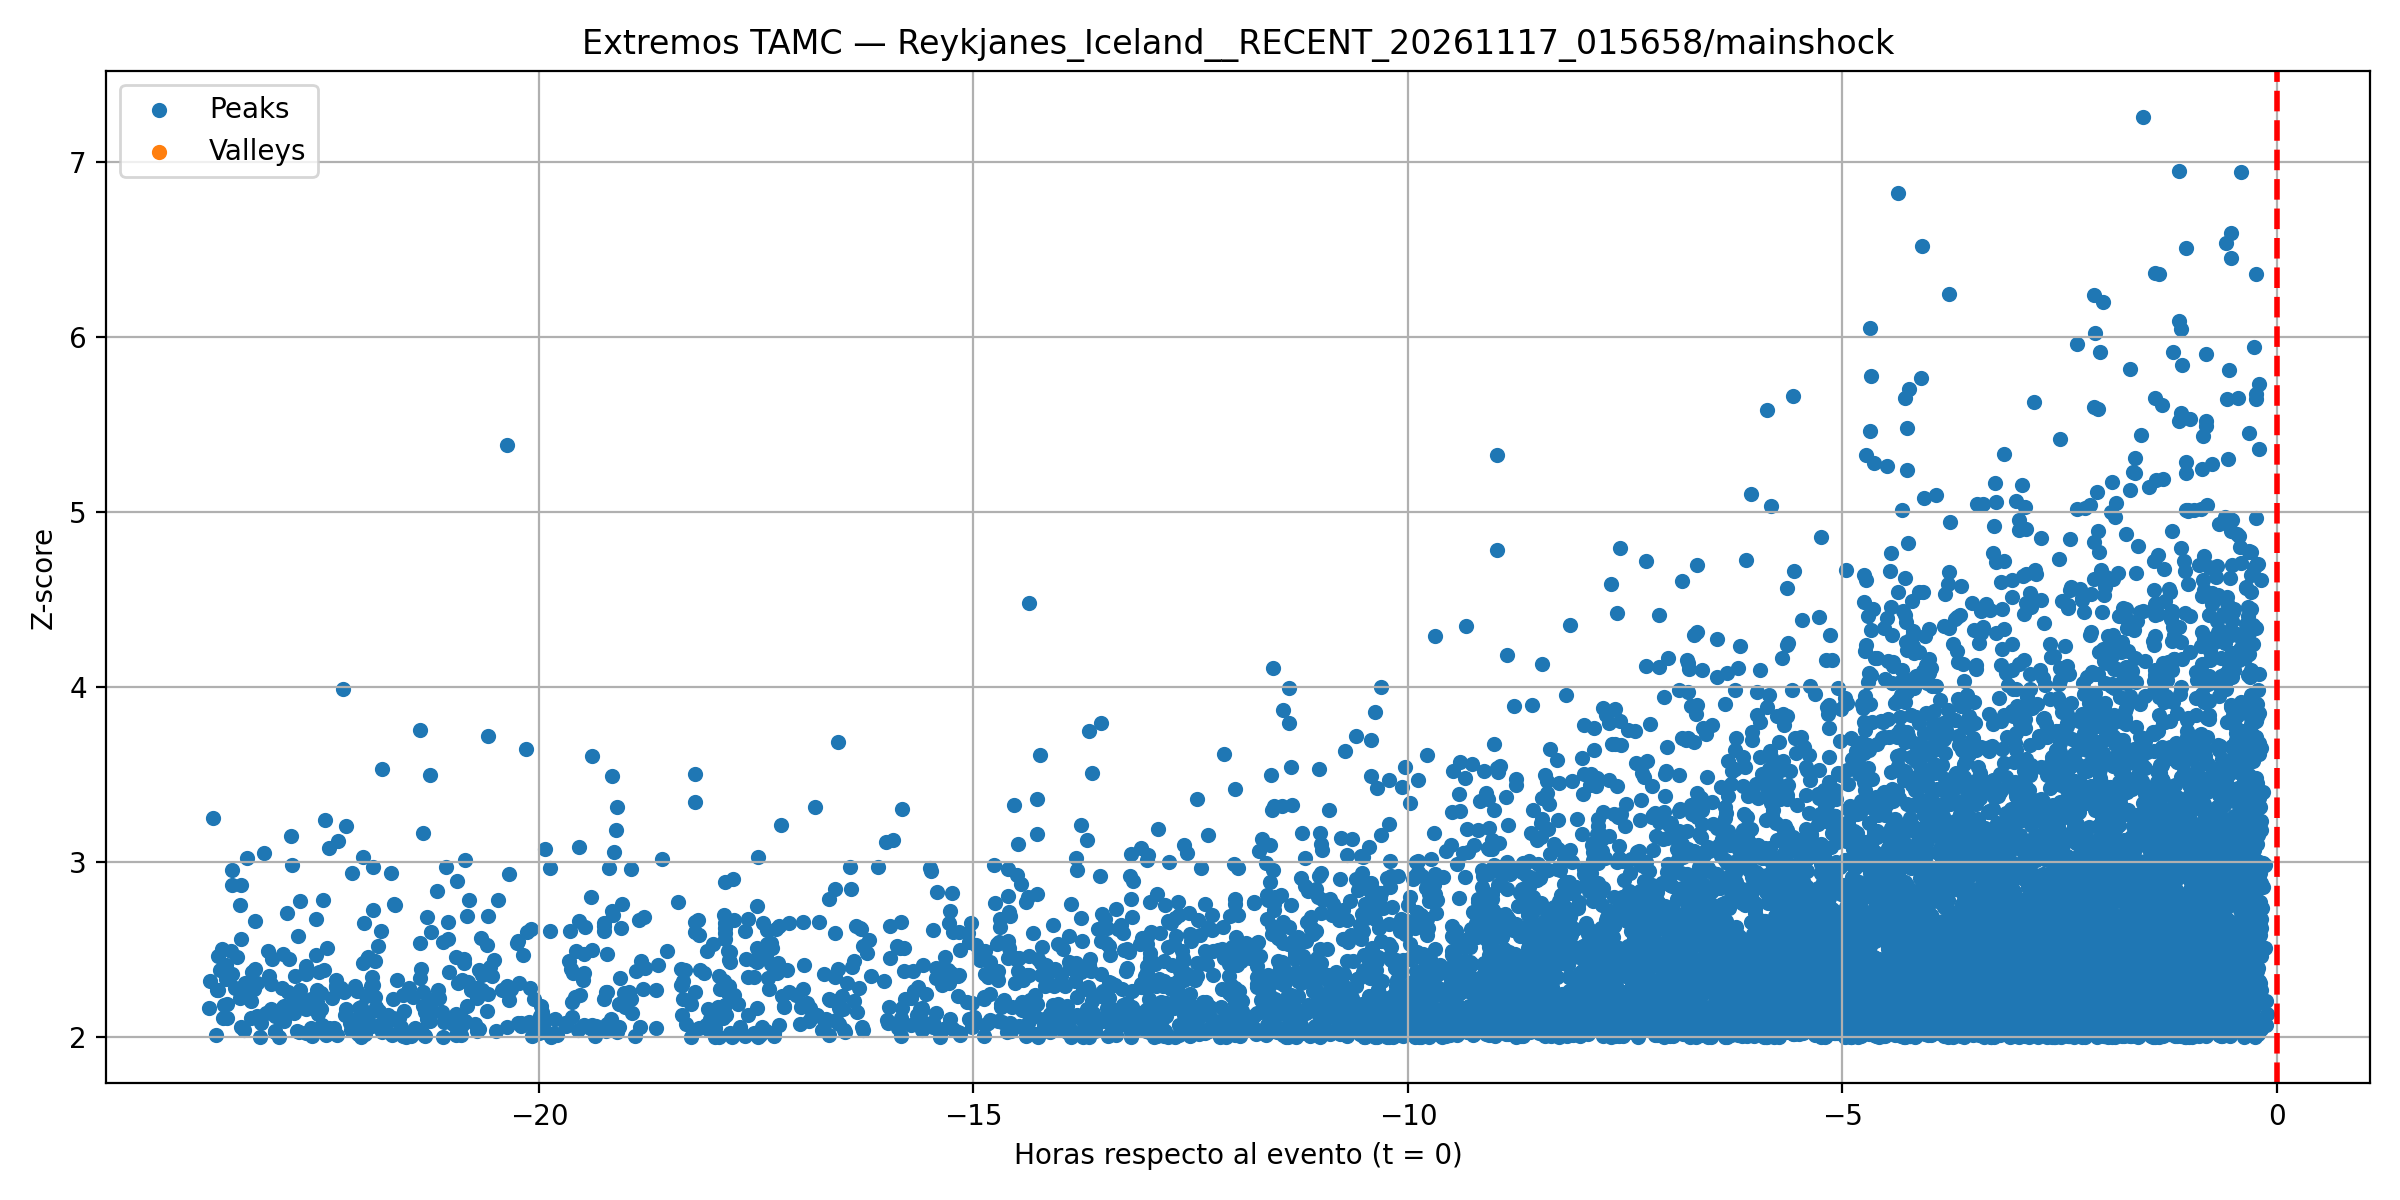 Extremos TAMC — Reykjanes_Iceland__RECENT_20261117_015658/mainshock
Peaks
Valleys
Z-score
7
6
5
4
3
2
−20
−15
−10
−5
0
Horas respecto al evento (t = 0)